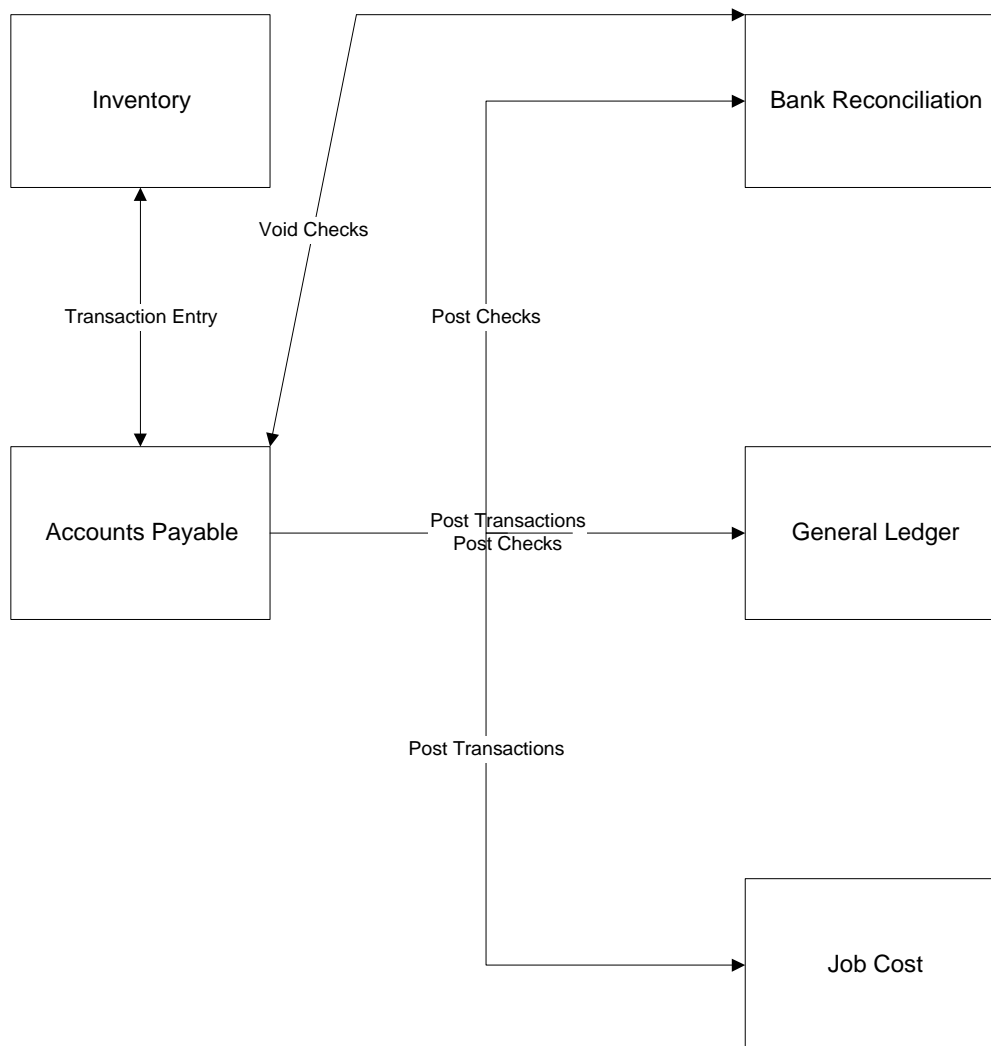 Inventory
Bank Reconciliation
Void Checks
Transaction Entry
Post Checks
Accounts Payable
Post Transactions
Post Checks
General Ledger
Post Transactions
Job Cost